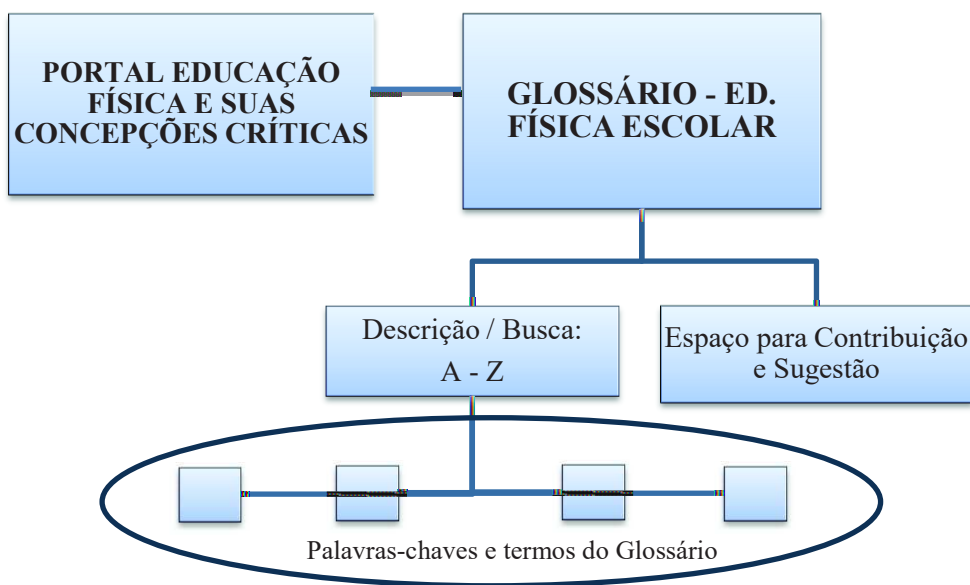 PORTAL EDUCAÇÃO
FÍSICA E SUAS
CONCEPÇÕES CRÍTICAS
GLOSSÁRIO - ED.
FÍSICA ESCOLAR
Descrição / Busca:
A - Z
Espaço para Contribuição
e Sugestão
Palavras-chaves e termos do Glossário